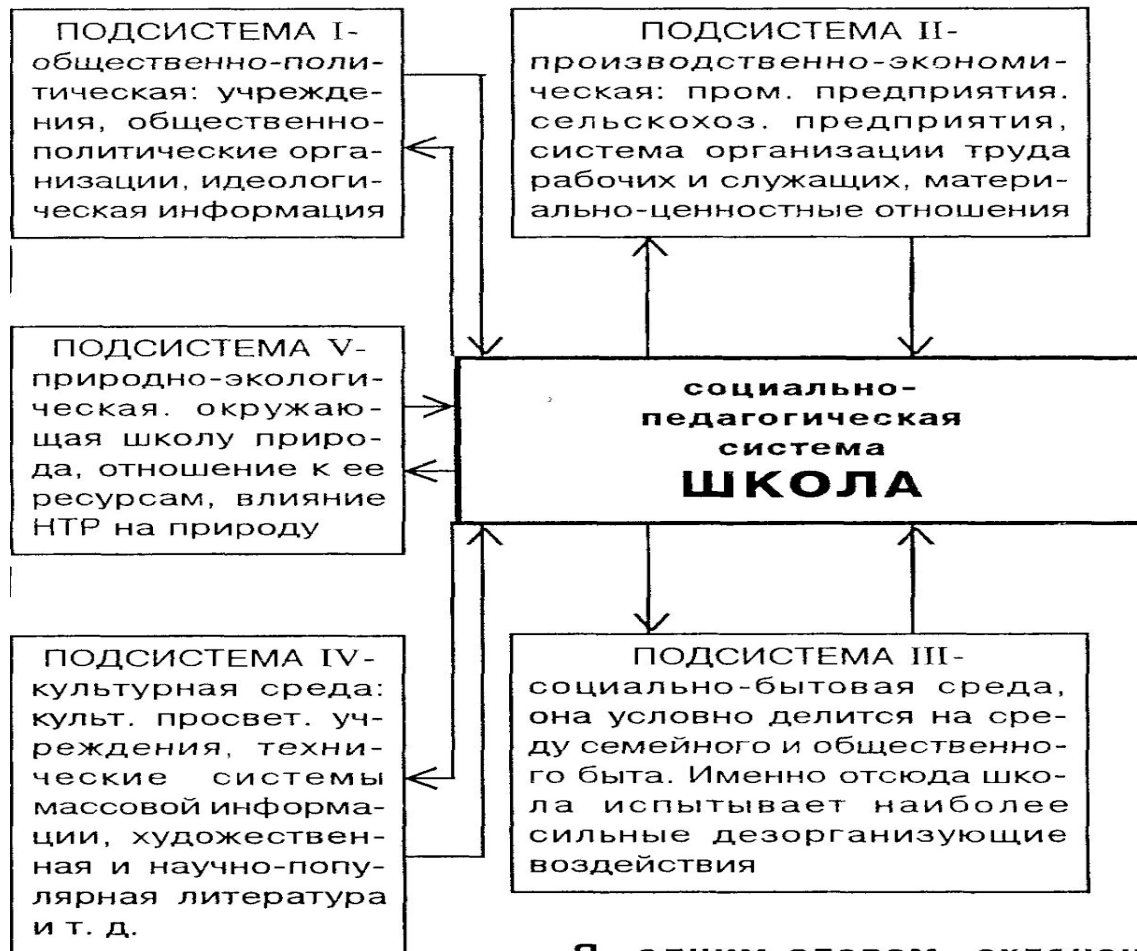 ПОДСИСТЕМА I-
общественно-поли-
тическая: учрежде-
ния, общественно-
политические орга-
низации, идеологи-
ческая информация
ПОДСИСТЕМА II-
производственно-экономи-
ческая: пром. предприятия.
сельскохоз. предприятия,
система организации труда
рабочих и служащих, матери-
ально-ценностные отношения
ПОДСИСТЕМА V-
природно-экологи-
ческая. окружаю-
щая школу приро-
да, отношение к ее
ресурсам, влияние
НТР на природу
социально-
педагогическая
система
ШКОЛА
ПОДСИСТЕМА IV-
культурная среда:
культ. просвет. уч-
реждения, техни-
ческие системы
массовой информа-
ции, художествен-
ная и научно-попу-
лярная литература
и т. д.
ПОДСИСТЕМА III-
социально-бытовая среда,
она условно делится на сре-
ду семейного и общественно-
го быта. Именно отсюда шко-
ла испытывает наиболее
сильные дезорганизующие
воздействия